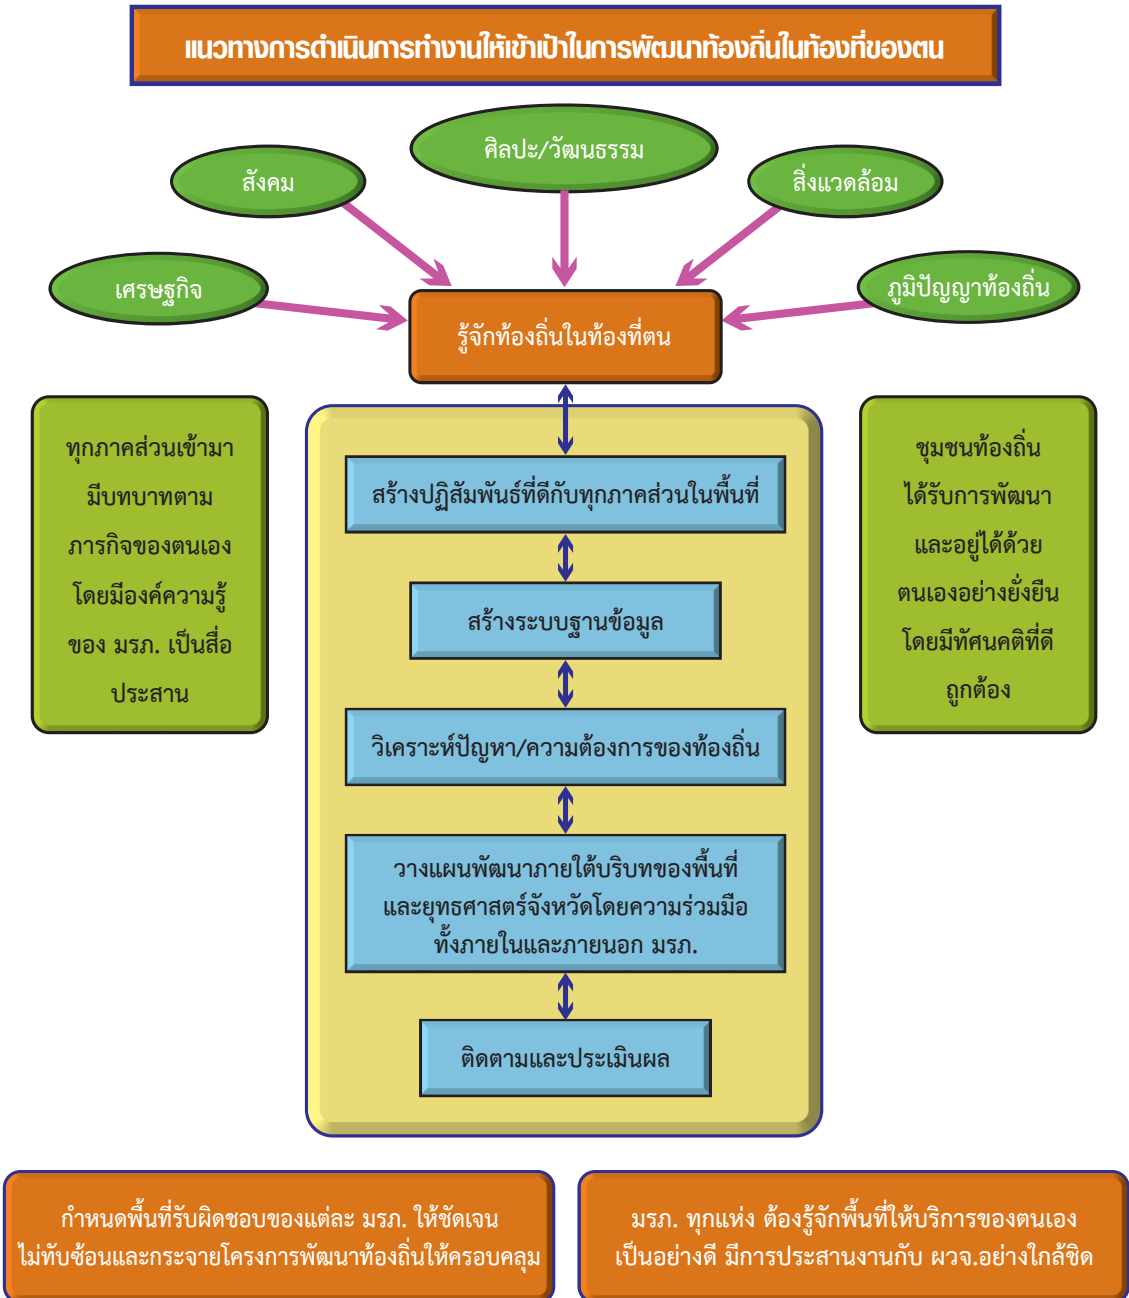 แนวทางการดำเนินการทำงานให้เข้าเป้าในการพัฒนาท้องถิ่นในท้องที่ของตน
ศิลปะ/วัฒนธรรม
สังคม
สิ่งแวดล้อม
เศรษฐกิจ
ภูมิปัญญาท้องถิ่น
รู้จักท้องถิ่นในท้องที่ตน
ทุกภาคส่วนเข้ามา
มีบทบาทตาม
ภารกิจของตนเอง
โดยมีองค์ความรู้
ของ มรภ. เป็นสื่อ
ประสาน
สร้างปฏิสัมพันธ์ที่ดีกับทุกภาคส่วนในพื้นที่
สร้างระบบฐานข้อมูล
วิเคราะห์ปัญหา/ความต้องการของท้องถิ่น
วางแผนพัฒนาภายใต้บริบทของพื้นที่
และยุทธศาสตร์จังหวัดโดยความร่วมมือ
ทั้งภายในและภายนอก มรภ.
ติดตามและประเมินผล
ชุมชนท้องถิ่น
ได้รับการพัฒนา
และอยู่ได้ด้วย
ตนเองอย่างยั่งยืน
โดยมีทัศนคติที่ดี
ถูกต้อง
กำหนดพื้นที่รับผิดชอบของแต่ละ มรภ. ให้ชัดเจน
ไม่ทับซ้อนและกระจายโครงการพัฒนาท้องถิ่นให้ครอบคลุม
มรภ. ทุกแห่ง ต้องรู้จักพื้นที่ให้บริการของตนเอง
เป็นอย่างดี มีการประสานงานกับ ผวจ.อย่างใกล้ชิด